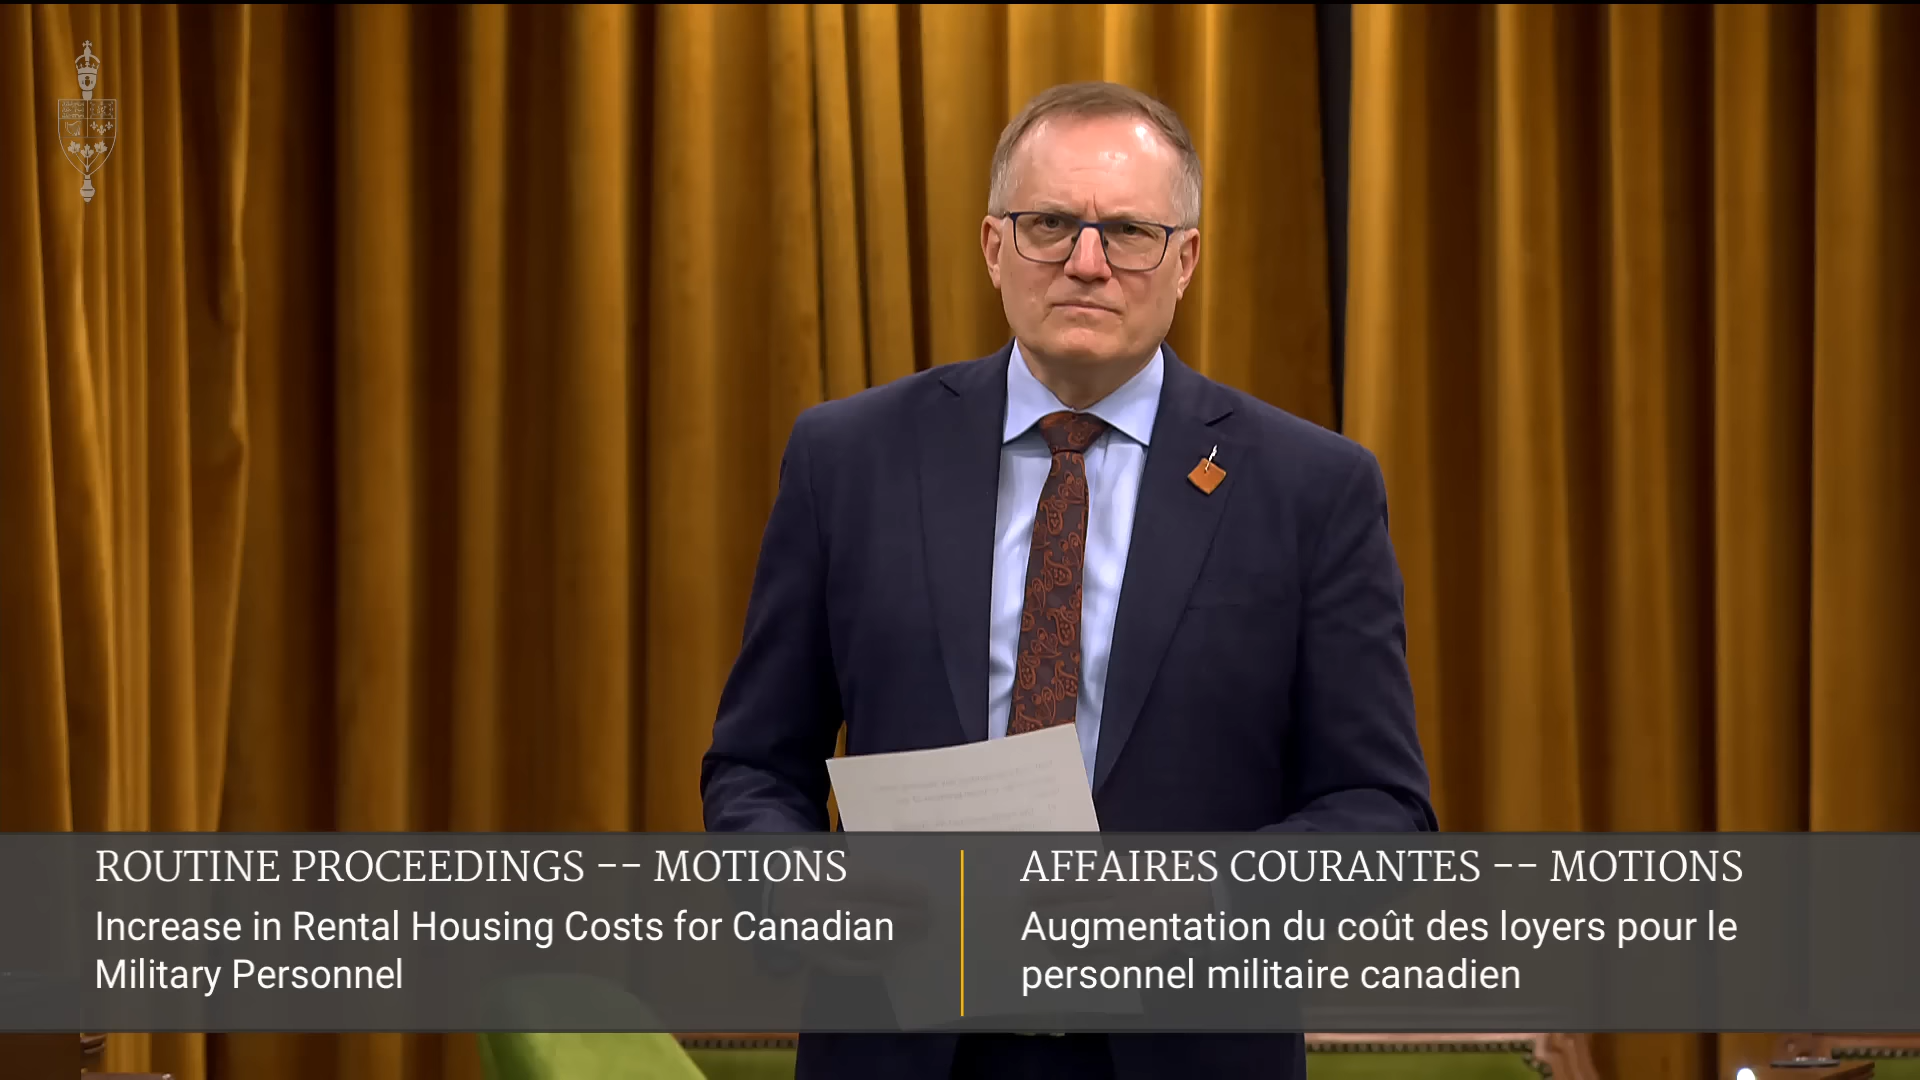 ROUTINE PROCEEDINGS -- MOTIONS
Increase in Rental Housing Costs for Canadian
Military Personnel
AFFAIRES COURANTES -- MOTIONS
Augmentation du coût des loyers pour le
personnel militaire canadien